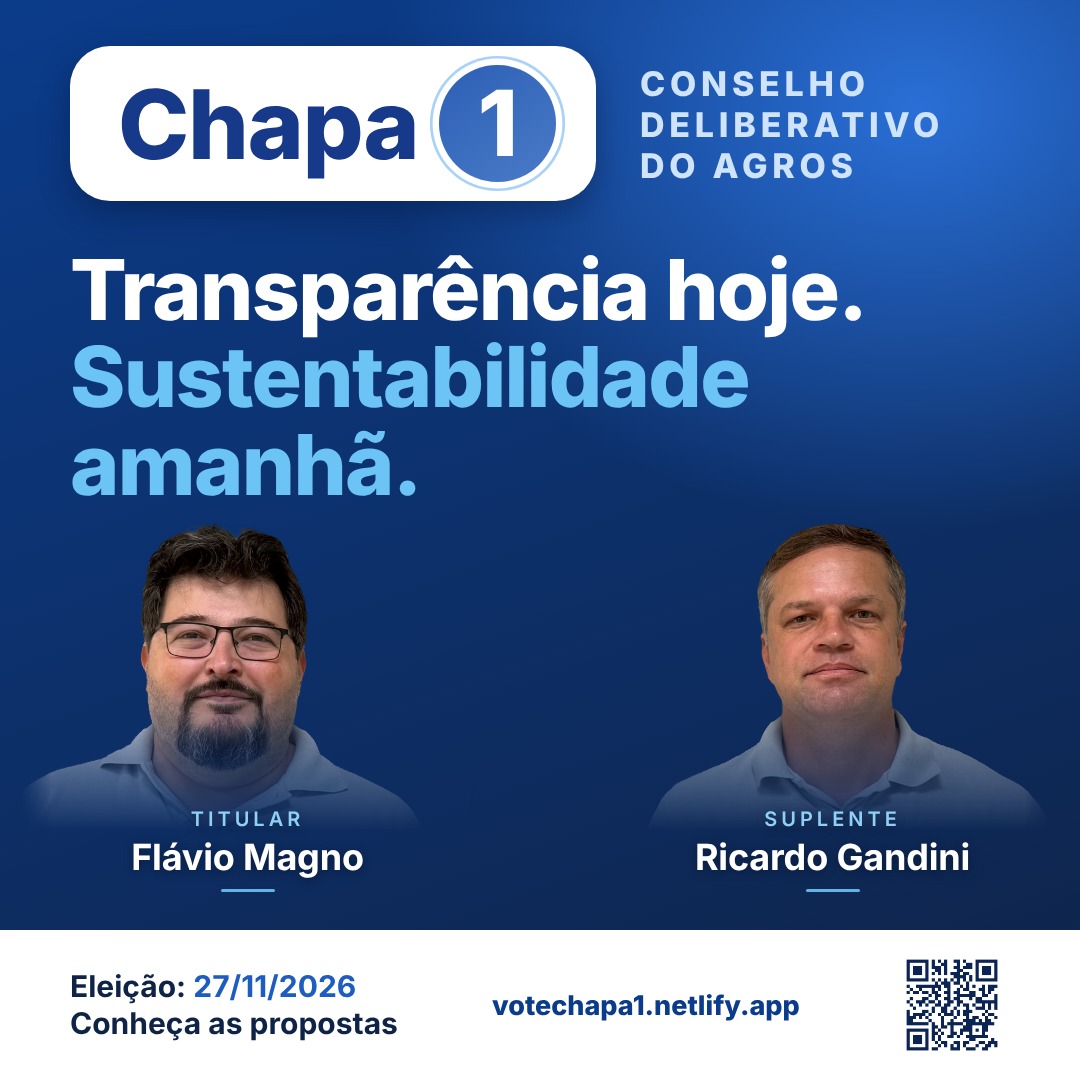 Chapa 1
CONSELHO
DELIBERATIVO
DO AGROS
Transparência hoje.
Sustentabilidade
amanhã.
TITULAR
Flávio Magno
SUPLENTE
Ricardo Gandini
Eleição: 27/11/2026
Conheça as propostas
votechapa1.netlify.app